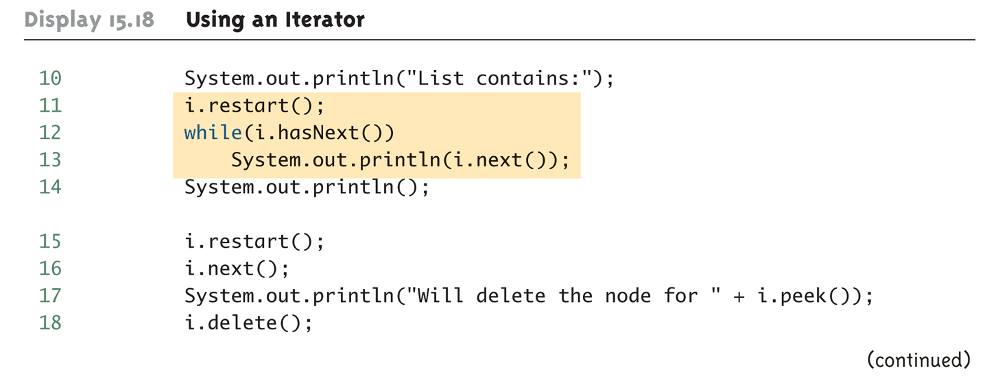 Display 15.18 Using an Iterator
10 System.out.println("List contains:");
11 i.restart();
12 while(i.hasNext())
13 System.out.println(i.next());
14 System.out.println();
15 i.restart();
16 i.next();
17 System.out.println("Will delete the node for " + i.peek());
18 i.delete();
(continued)